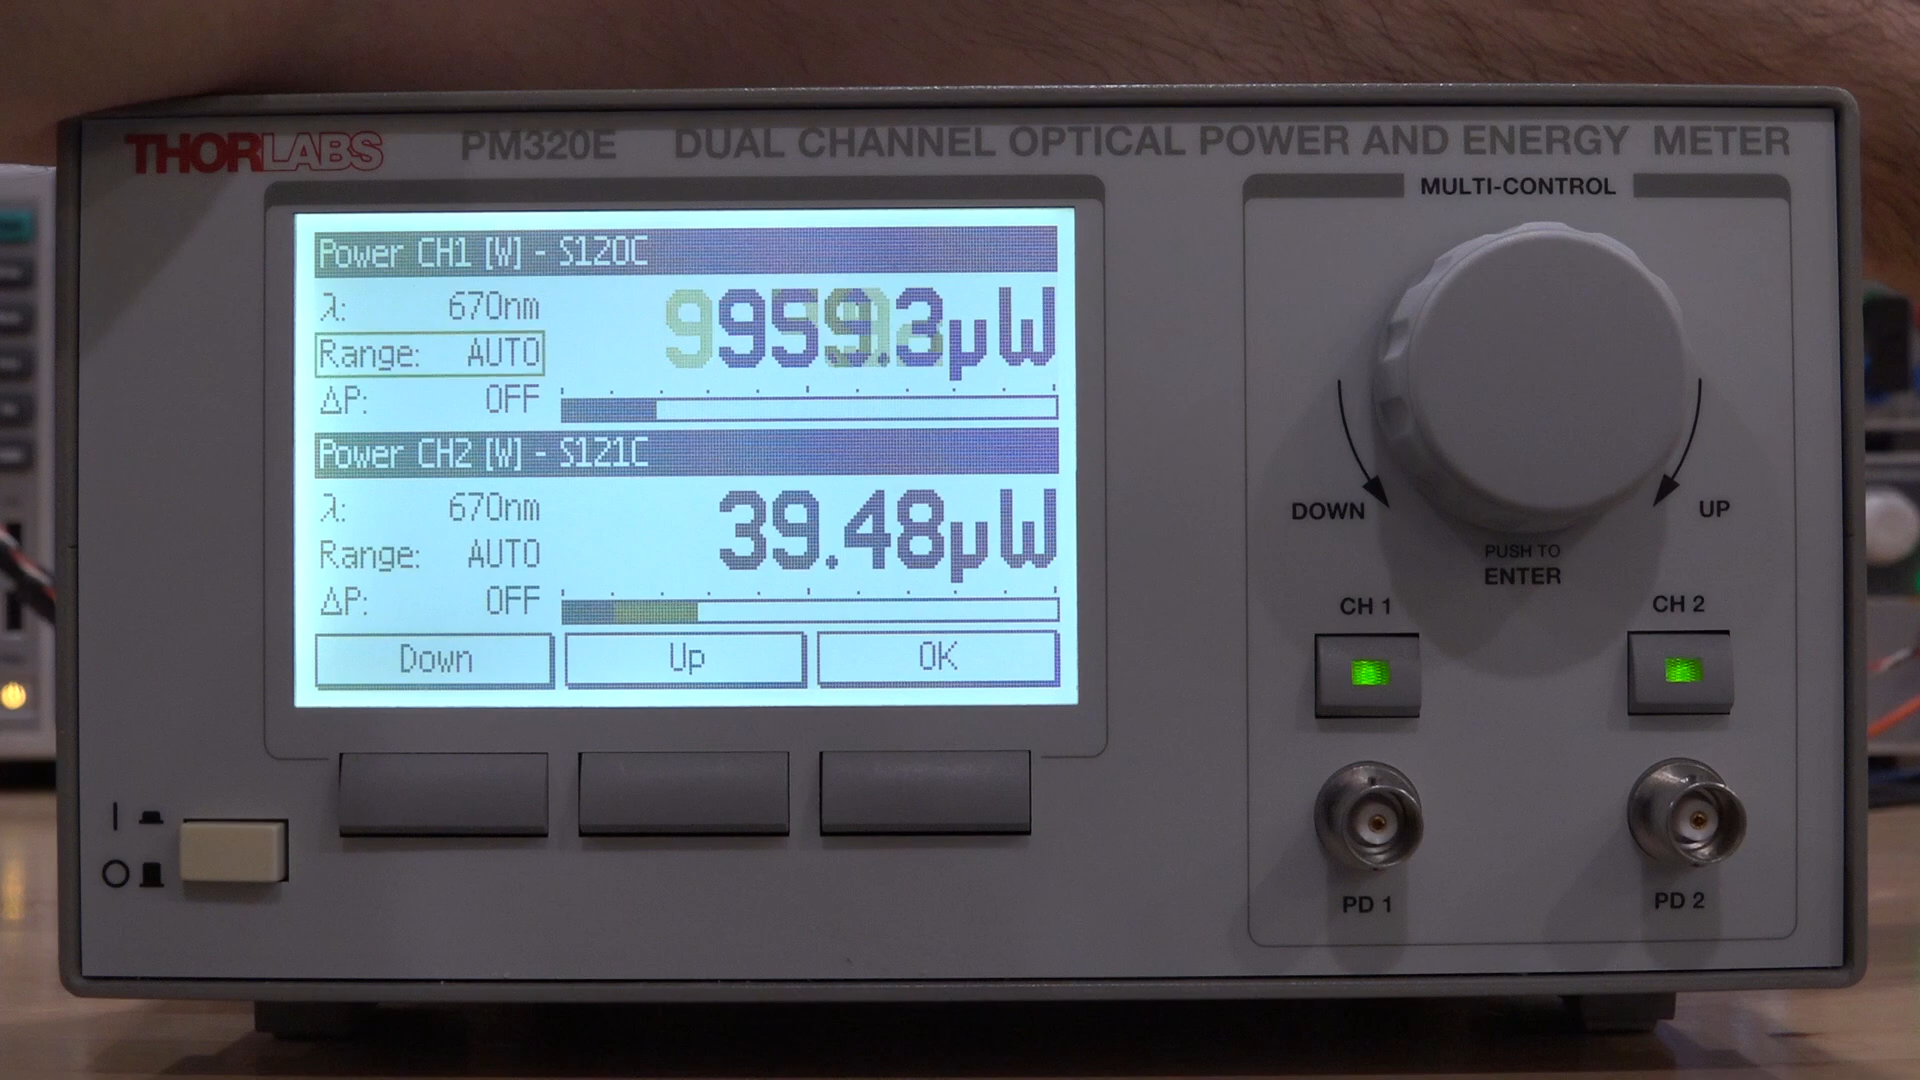 THORLABS PM320E DUAL CHANNEL OPTICAL POWER AND ENERGY METER
MULTI-CONTROL
Power CH1 [W] - S120C
λ: 670nm
959.3µW
Range: AUTO
ΔP: OFF
Power CH2 [W] - S121C
λ: 670nm
39.48µW
Range: AUTO
ΔP: OFF
Down Up OK
DOWN UP
PUSH TO
ENTER
CH 1 CH 2
PD 1 PD 2